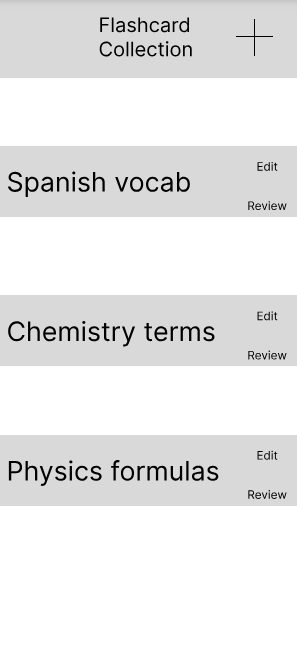 Flashcard
Collection
Edit
Spanish vocab
Review
Edit
Chemistry terms
Review
Edit
Physics formulas
Review